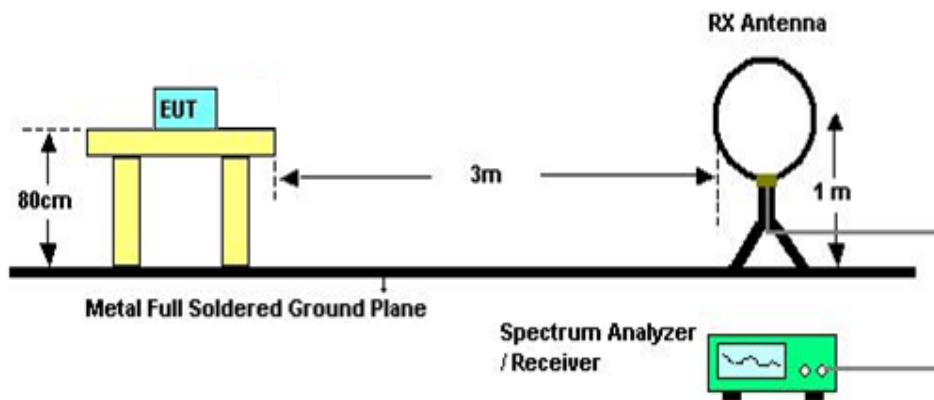 RX Antenna
EUT
3m
80cm
1 m
Metal Full Soldered Ground Plane
Spectrum Analyzer
/ Receiver